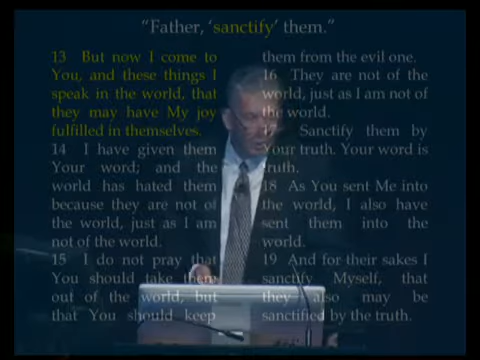 “Father, ‘sanctify’ them.”
13 But now I come to
You, and these things I
speak in the world, that
they may have My joy
fulfilled in themselves.
14 I have given them
Your word; and the
world has hated them
because they are not of
the world, just as I am
not of the world.
15 I do not pray that
You should take them
out of the world, but
that You should keep
them from the evil one.
16 They are not of the
world, just as I am not of
the world.
17 Sanctify them by
Your truth. Your word is
truth.
18 As You sent Me into
the world, I also have
sent them into the
world.
19 And for their sakes I
sanctify Myself, that
they also may be
sanctified by the truth.